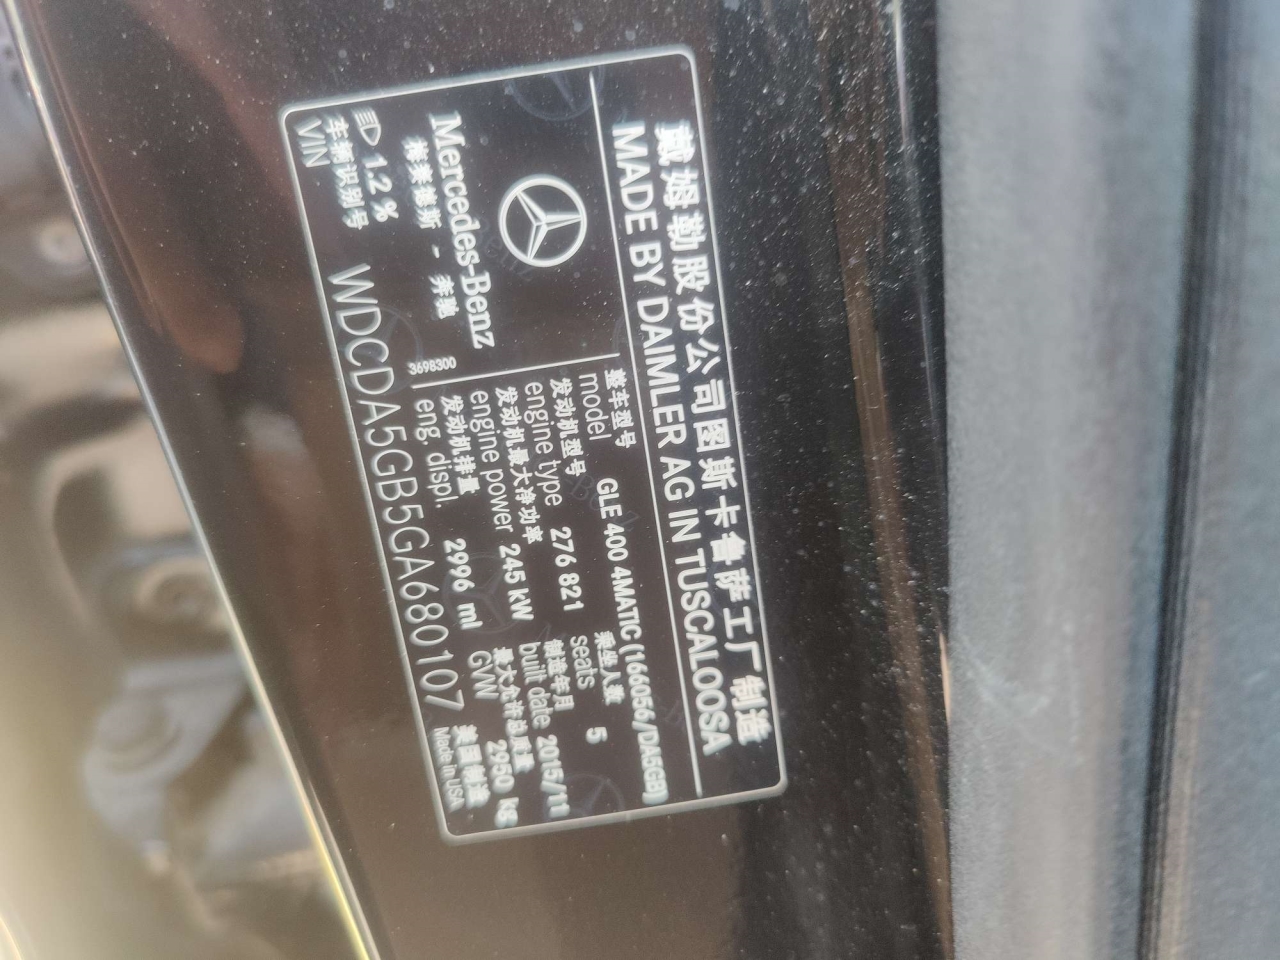 戴姆勒股份公司图斯卡鲁萨工厂制造
MADE BY DAIMLER AG IN TUSCALOOSA
Mercedes-Benz
梅赛德斯 - 奔驰
3698300
整车型号
model GLE 400 4MATIC (166056/DA5GB)
发动机型号
engine type 276 821
乘坐人数
seats 5
发动机最大净功率
engine power 245 kW
制造年月
built date 2015/11
发动机排量
eng. displ. 2996 ml
最大允许总质量
GVW 2950 kg
1.2 %
车辆识别号
VIN WDCDA5GB5GA680107
美国制造
Made in USA